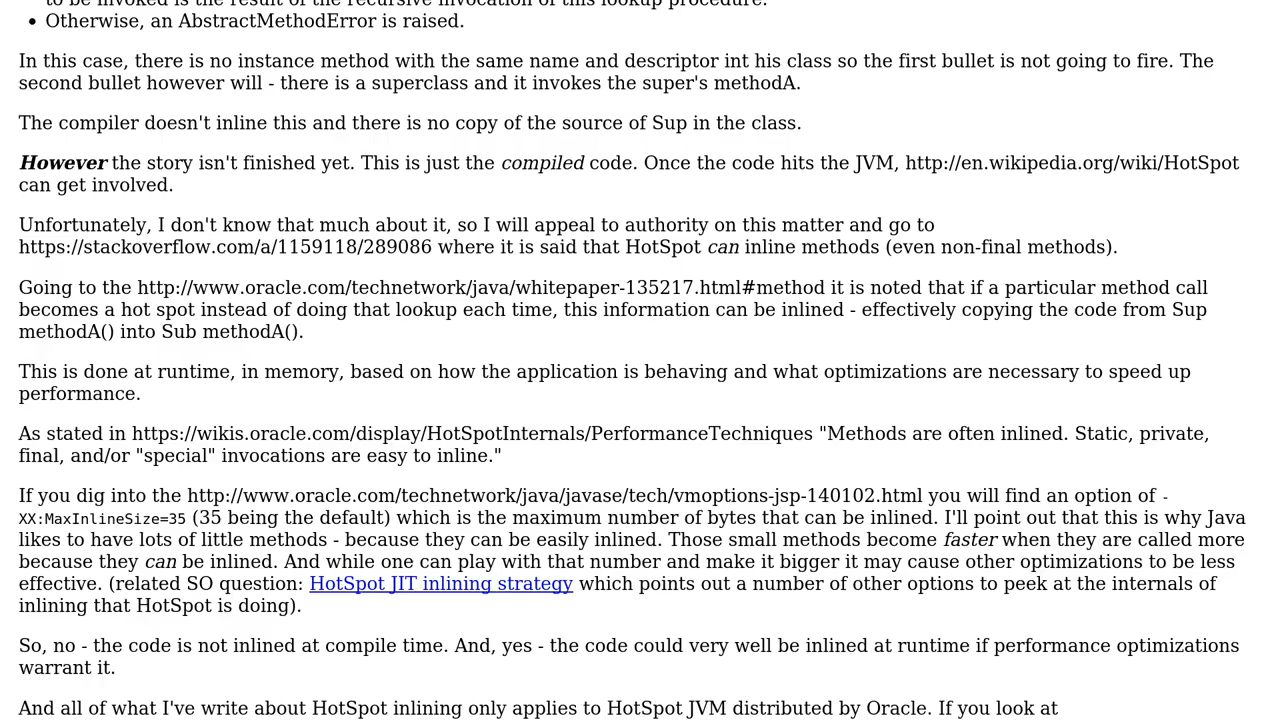 to be invoked is the result of the recursive invocation of this lookup procedure.
• Otherwise, an AbstractMethodError is raised.
In this case, there is no instance method with the same name and descriptor int his class so the first bullet is not going to fire. The
second bullet however will - there is a superclass and it invokes the super's methodA.
The compiler doesn't inline this and there is no copy of the source of Sup in the class.
However the story isn't finished yet. This is just the compiled code. Once the code hits the JVM, http://en.wikipedia.org/wiki/HotSpot
can get involved.
Unfortunately, I don't know that much about it, so I will appeal to authority on this matter and go to
https://stackoverflow.com/a/1159118/289086 where it is said that HotSpot can inline methods (even non-final methods).
Going to the http://www.oracle.com/technetwork/java/whitepaper-135217.html#method it is noted that if a particular method call
becomes a hot spot instead of doing that lookup each time, this information can be inlined - effectively copying the code from Sup
methodA() into Sub methodA().
This is done at runtime, in memory, based on how the application is behaving and what optimizations are necessary to speed up
performance.
As stated in https://wikis.oracle.com/display/HotSpotInternals/PerformanceTechniques "Methods are often inlined. Static, private,
final, and/or "special" invocations are easy to inline."
If you dig into the http://www.oracle.com/technetwork/java/javase/tech/vmoptions-jsp-140102.html you will find an option of -
XX:MaxInlineSize=35 (35 being the default) which is the maximum number of bytes that can be inlined. I'll point out that this is why Java
likes to have lots of little methods - because they can be easily inlined. Those small methods become faster when they are called more
because they can be inlined. And while one can play with that number and make it bigger it may cause other optimizations to be less
effective. (related SO question: HotSpot JIT inlining strategy which points out a number of other options to peek at the internals of
inlining that HotSpot is doing).
So, no - the code is not inlined at compile time. And, yes - the code could very well be inlined at runtime if performance optimizations
warrant it.
And all of what I've write about HotSpot inlining only applies to HotSpot JVM distributed by Oracle. If you look at